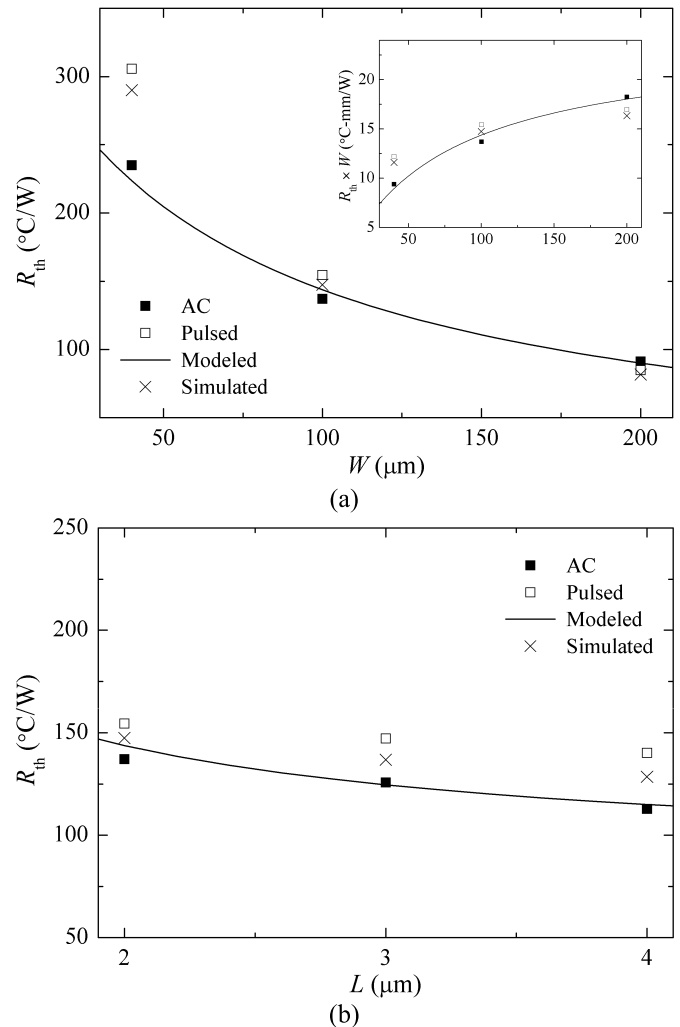 300
200
100
R_th (°C/W)
AC
Pulsed
Modeled
Simulated
50 100 150 200
W (μm)
20
15
10
5
R_th × W (°C-mm/W)
50 100 150 200
(a)
250
200
150
100
50
R_th (°C/W)
AC
Pulsed
Modeled
Simulated
2 3 4
L (μm)
(b)